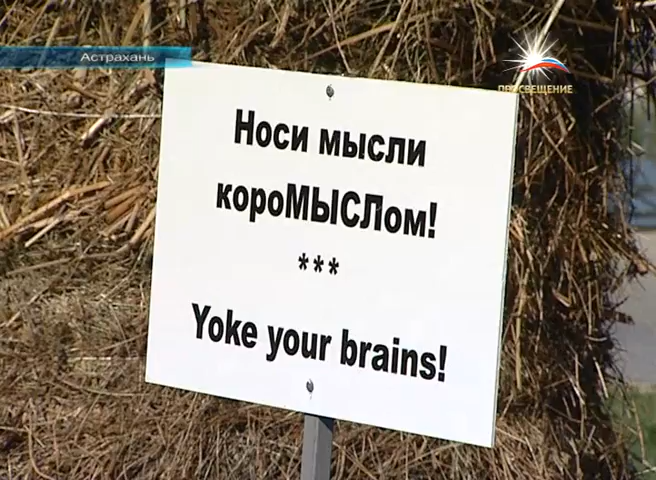 Астрахань
ПРОСВЕЩЕНИЕ
Носи мысли
короМЫСЛом!
***
Yoke your brains!